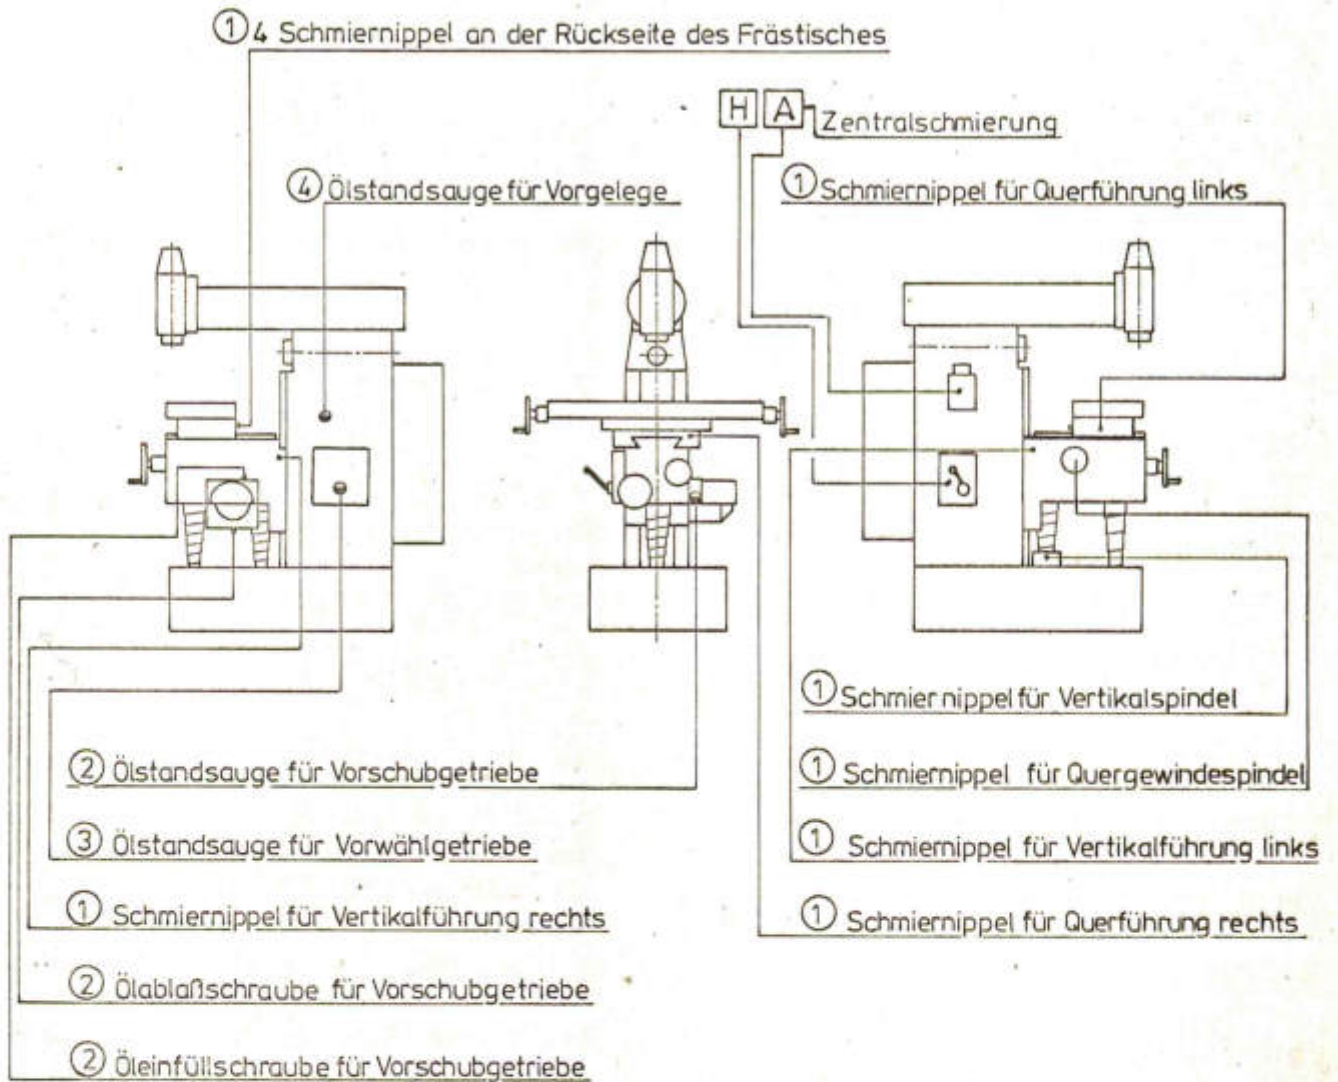 ① 4 Schmiernippel an der Rückseite des Frästisches
H A Zentralschmierung
④ Ölstandsauge für Vorgelege
① Schmiernippel für Querführung links
① Schmiernippel für Vertikalspindel
② Ölstandsauge für Vorschubgetriebe
① Schmiernippel für Quergewindespindel
③ Ölstandsauge für Vorwählgetriebe
① Schmiernippel für Vertikalführung links
① Schmiernippel für Vertikalführung rechts
① Schmiernippel für Querführung rechts
② Ölablaßschraube für Vorschubgetriebe
② Öleinfüllschraube für Vorschubgetriebe